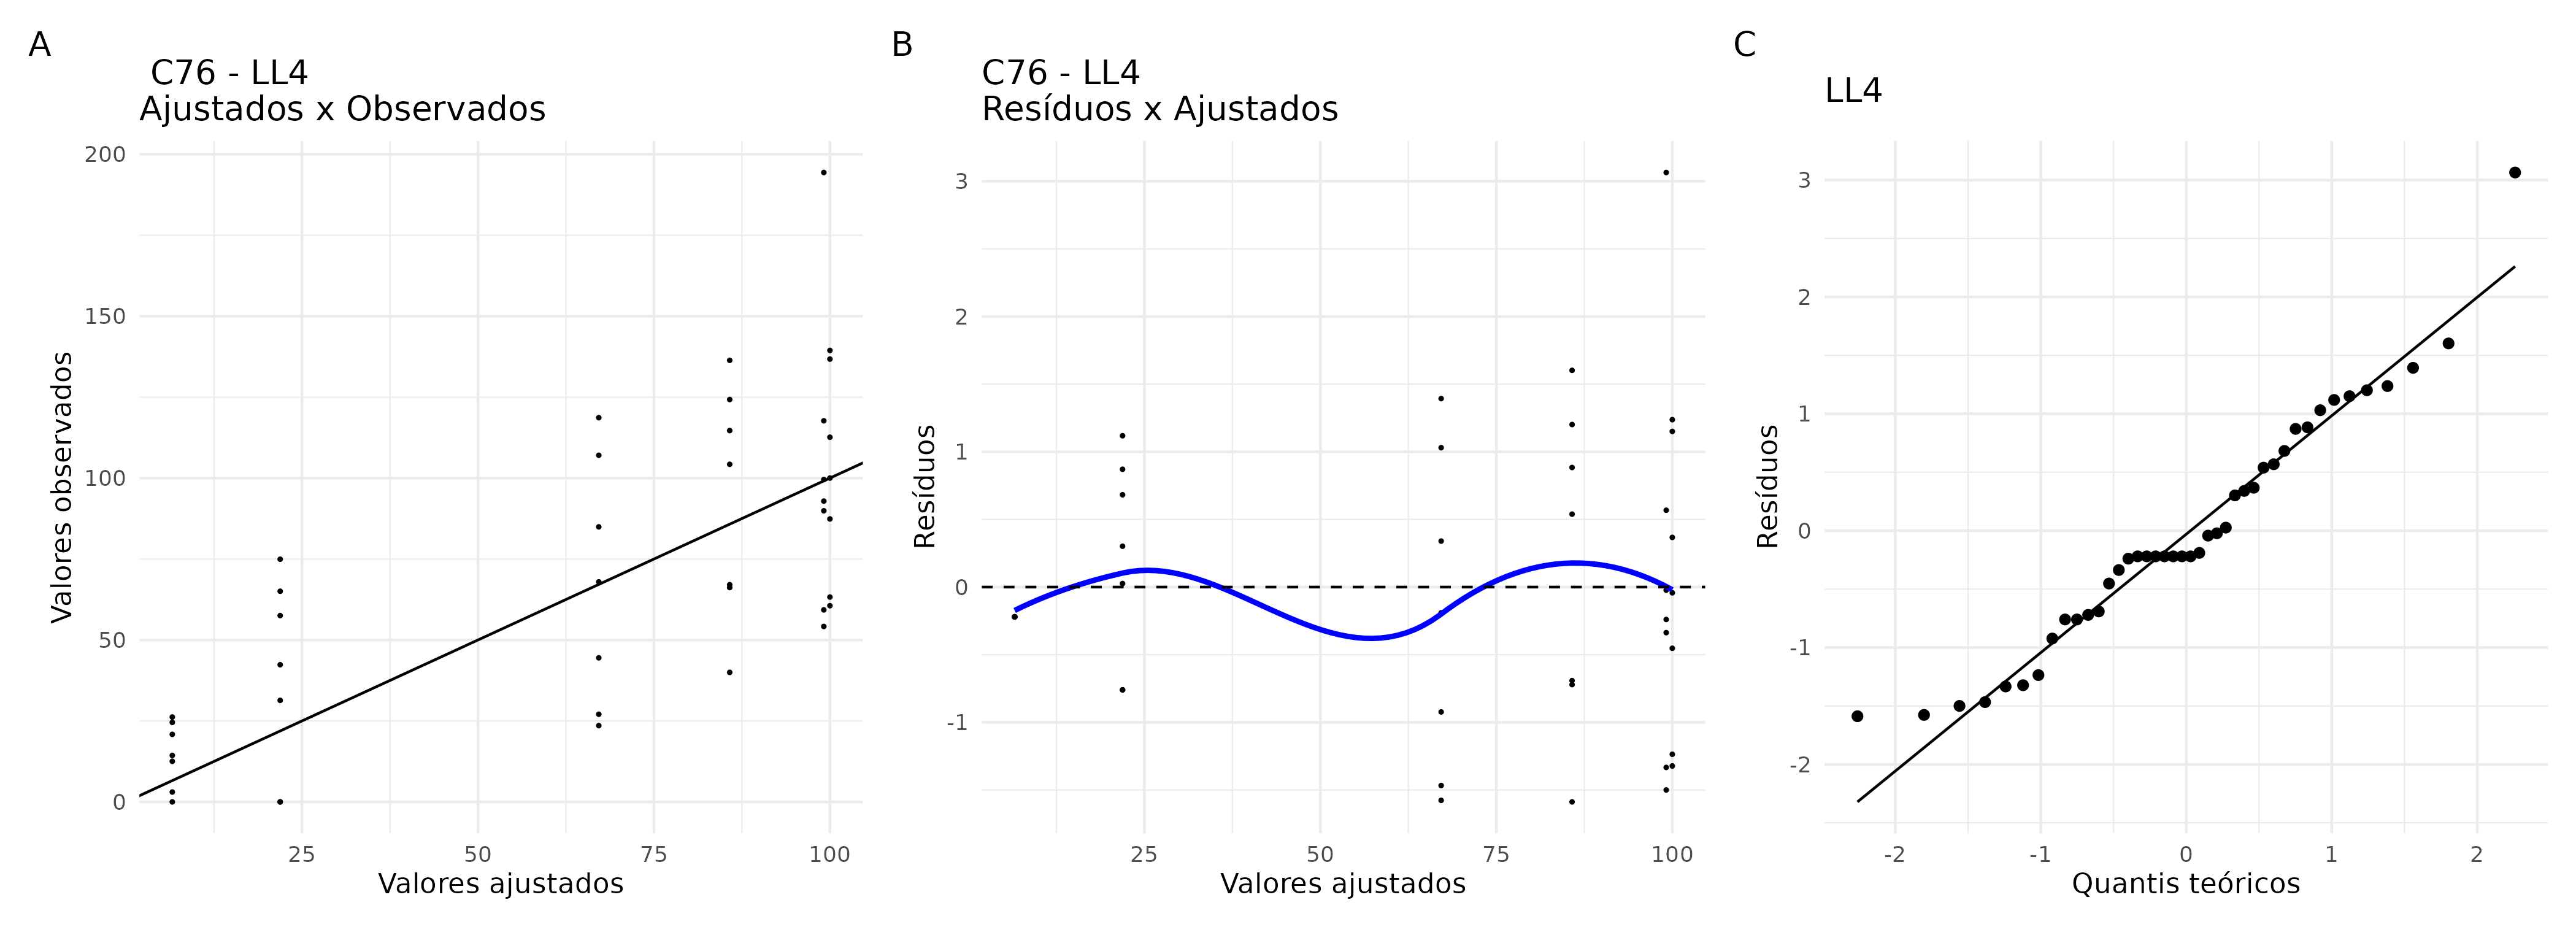 A
C76 - LL4
Ajustados x Observados
200
150
100
50
0
Valores observados
25
50
75
100
Valores ajustados
B
C76 - LL4
Resíduos x Ajustados
3
2
1
0
-1
Resíduos
25
50
75
100
Valores ajustados
C
LL4
3
2
1
0
-1
-2
Resíduos
-2
-1
0
1
2
Quantis teóricos